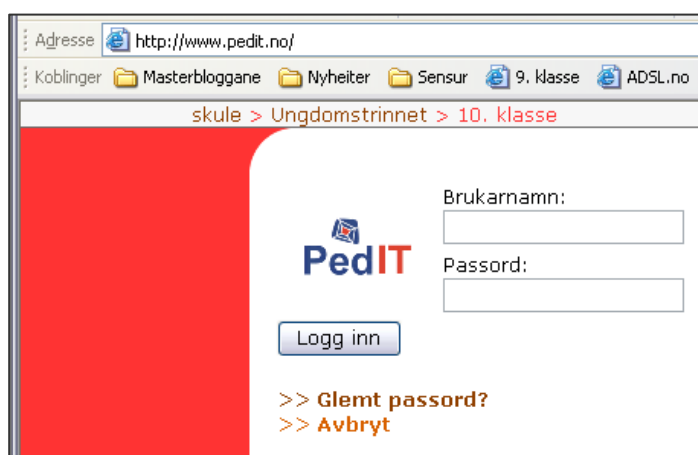 Adresse http://www.pedit.no/
Koblinger Masterbloggane Nyheiter Sensur 9. klasse ADSL.no
skule > Ungdomstrinnet > 10. klasse
Brukarnamn:
PedIT
Passord:
Logg inn
>> Glemt passord?
>> Avbryt